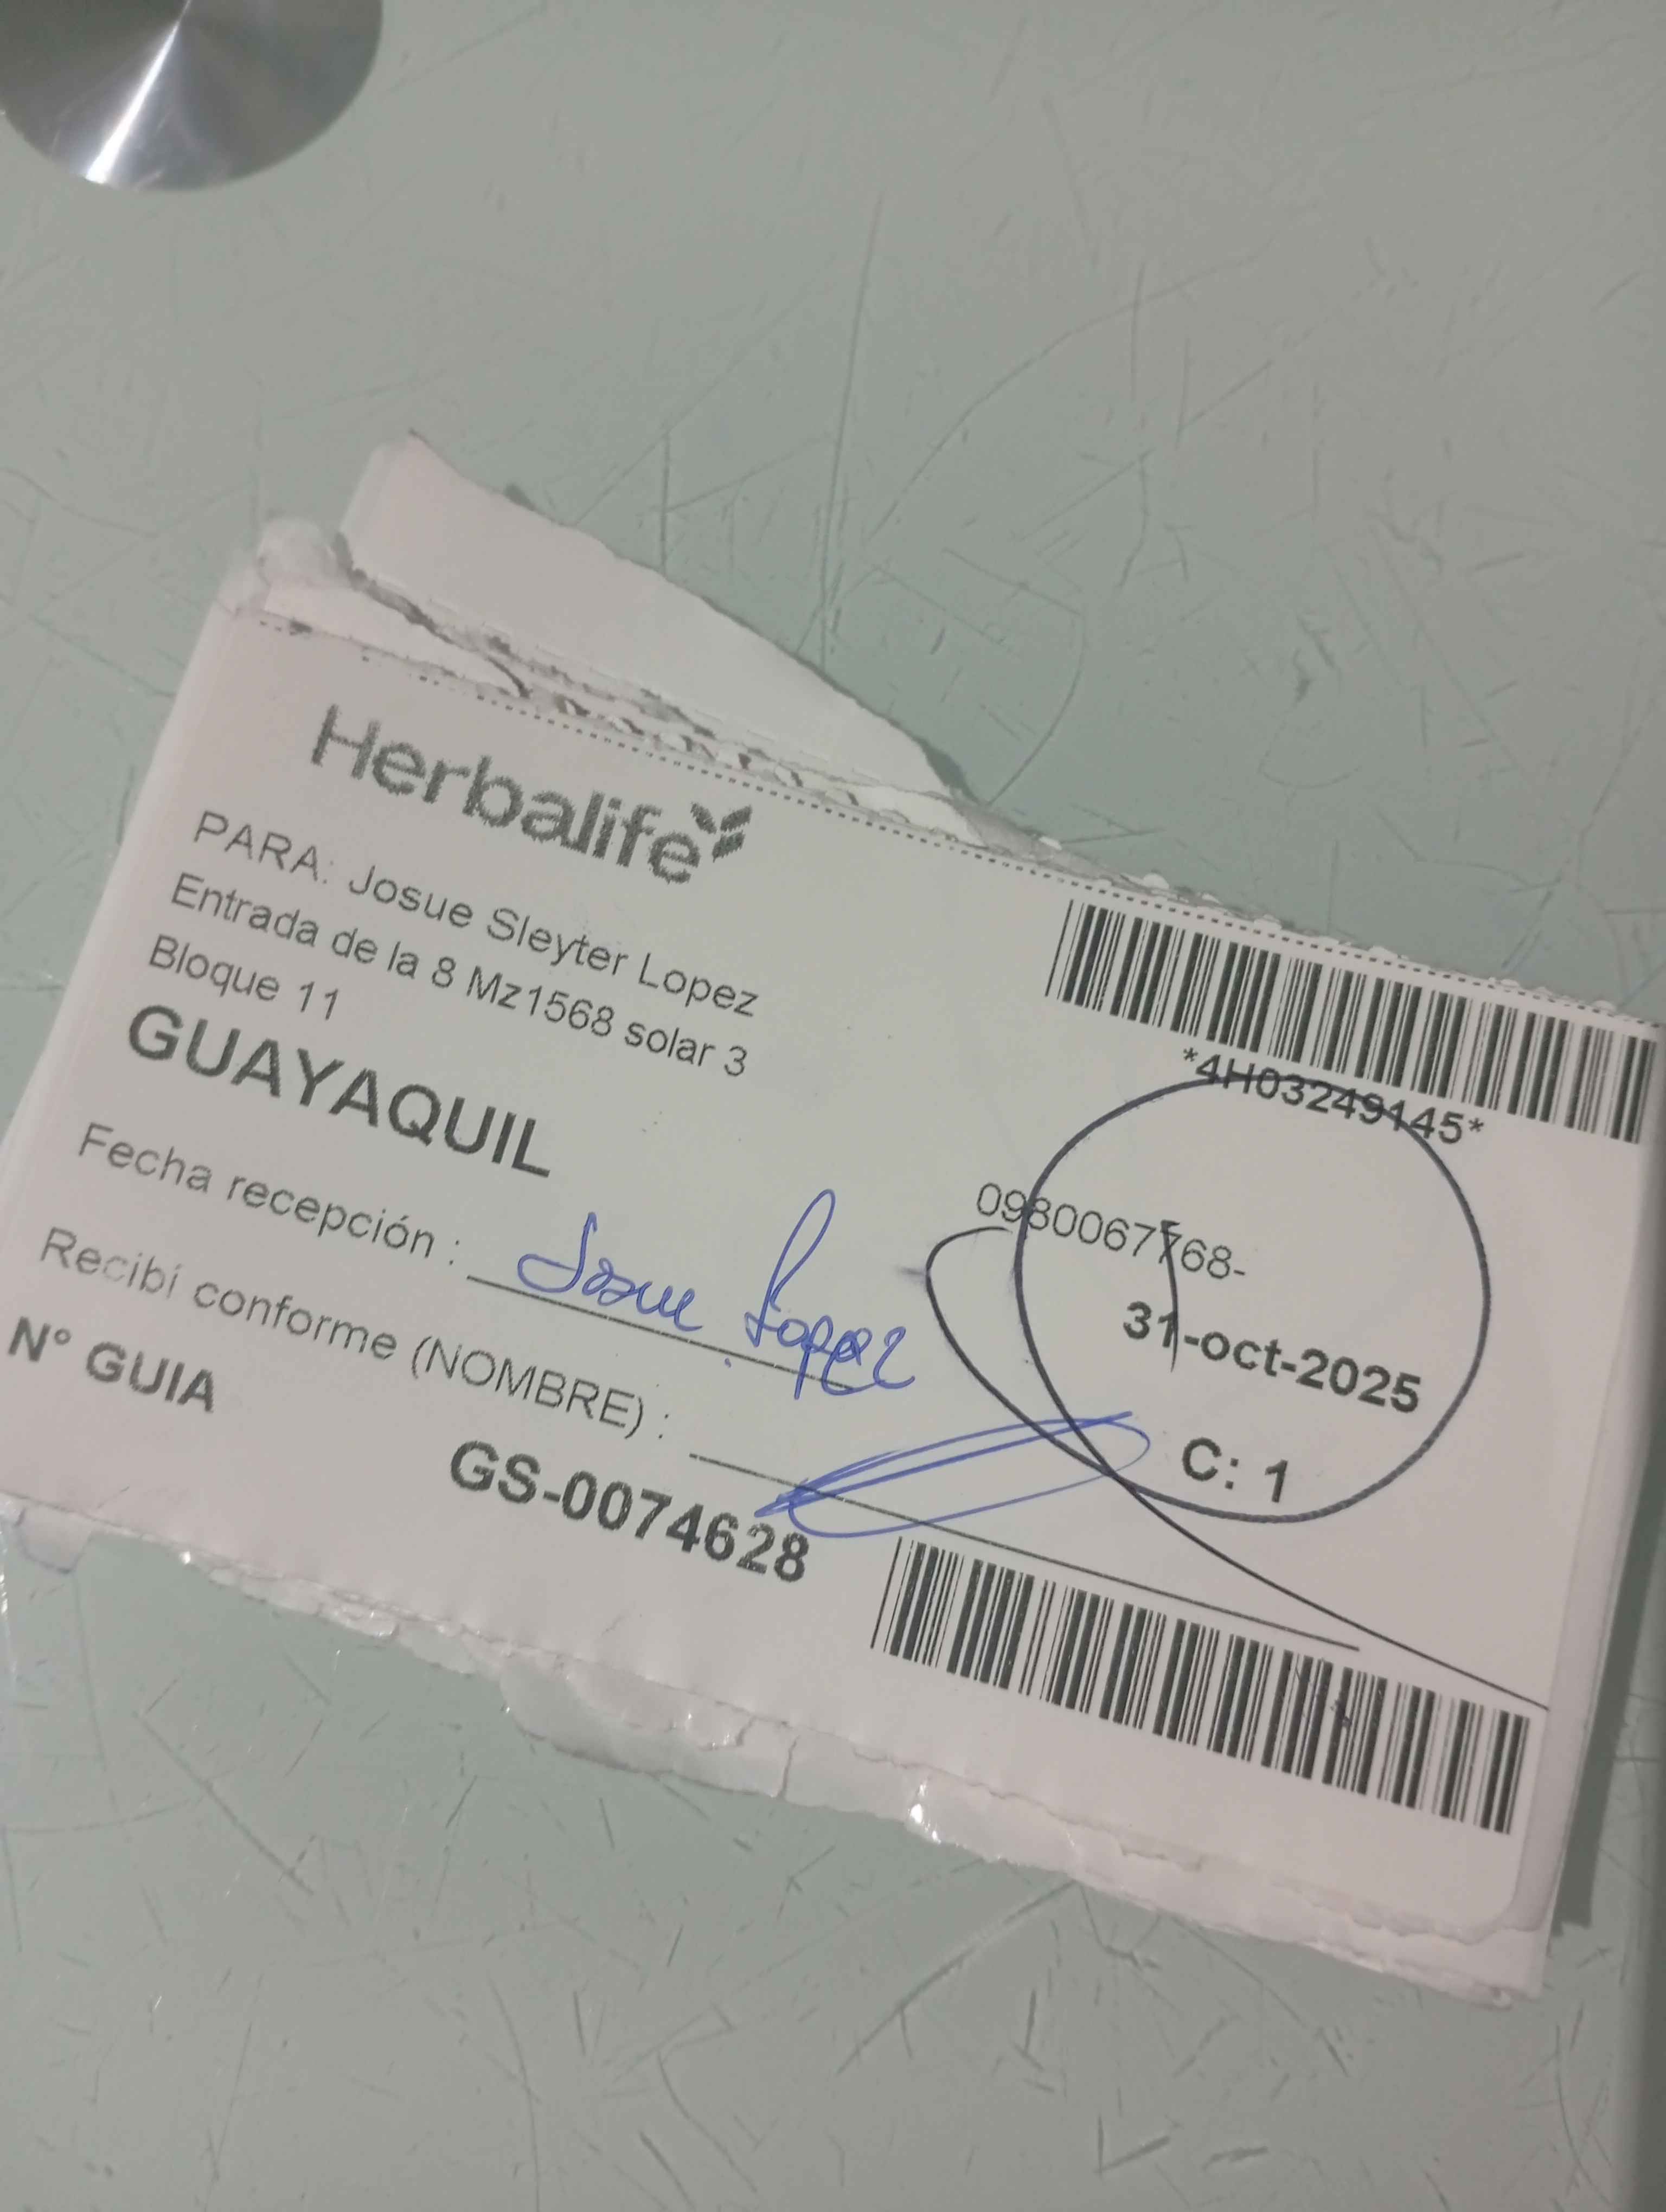 Herbalife
PARA: Josue Sleyter Lopez
Entrada de la 8 Mz1568 solar 3
Bloque 11
GUAYAQUIL
*4H03249145*
0980067768-
31-oct-2025
C: 1
Fecha recepción : Josue Lopez
Recibí conforme (NOMBRE) :
N° GUIA
GS-0074628